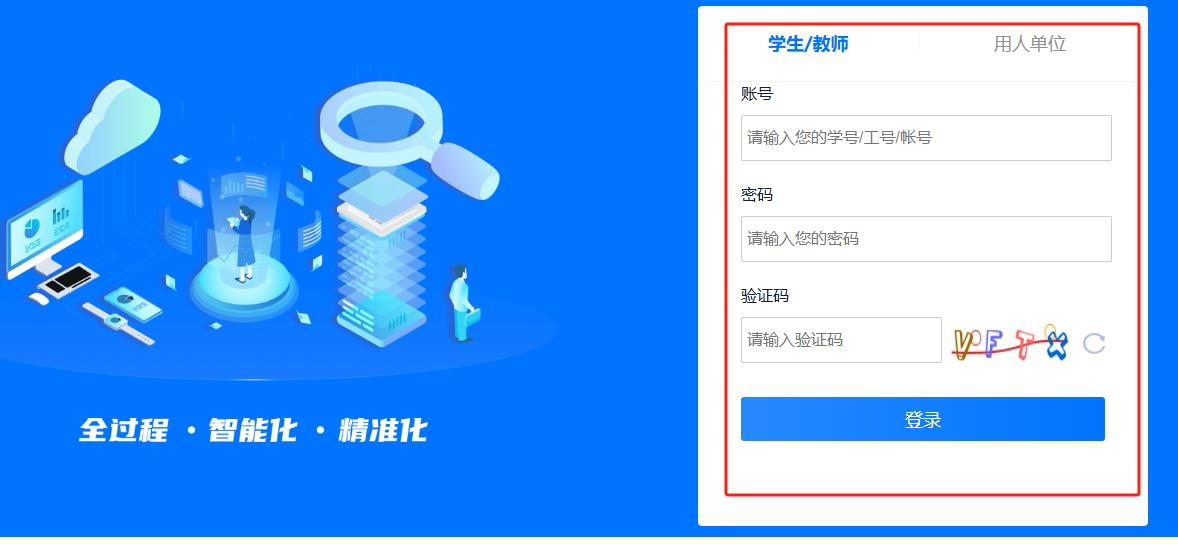 学生/教师
用人单位
账号
请输入您的学号/工号/帐号
密码
请输入您的密码
验证码
请输入验证码
VFTX
登录
全过程 · 智能化 · 精准化